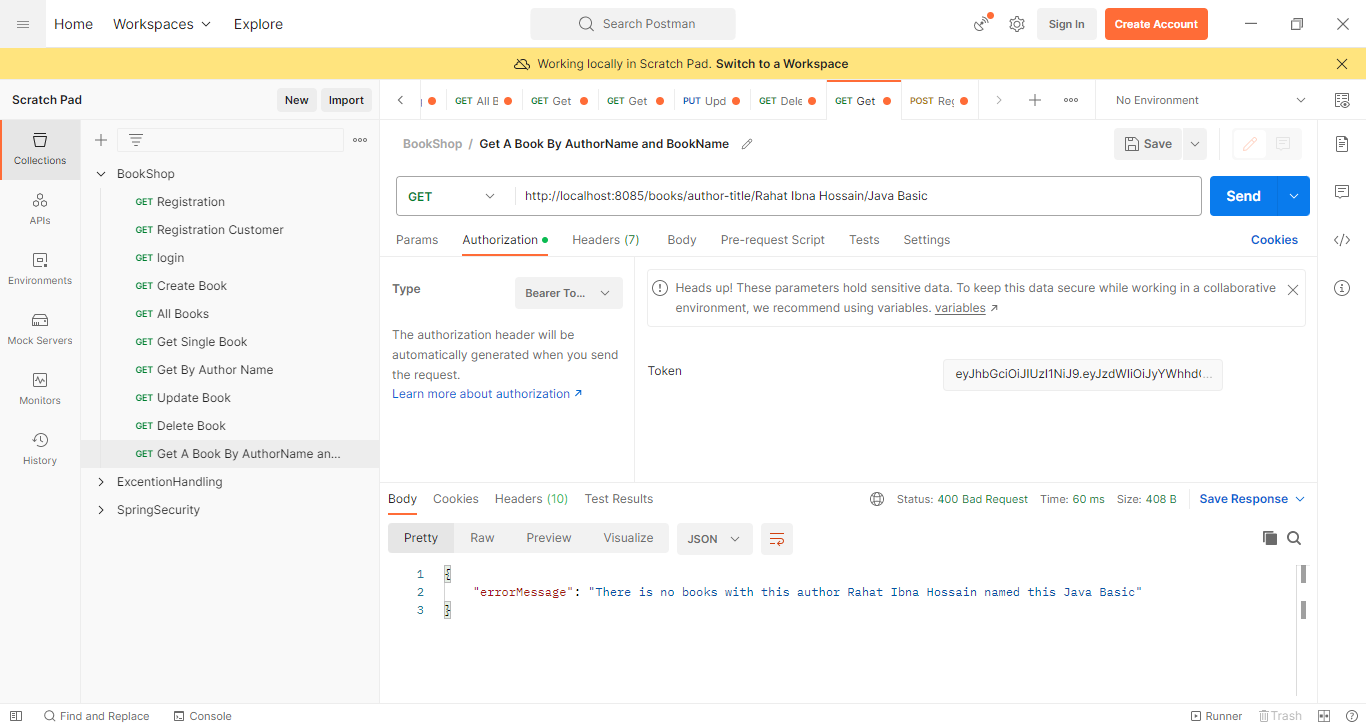 Home Workspaces Explore Search Postman Sign In Create Account
Working locally in Scratch Pad. Switch to a Workspace
Scratch Pad New Import
GET All B GET Get GET Get PUT Upd GET Dele GET Get POST Reg No Environment
BookShop / Get A Book By AuthorName and BookName Save
Collections
APIs
Environments
Mock Servers
Monitors
History
BookShop
GET Registration
GET Registration Customer
GET login
GET Create Book
GET All Books
GET Get Single Book
GET Get By Author Name
GET Update Book
GET Delete Book
GET Get A Book By AuthorName an...
ExcentionHandling
SpringSecurity
GET http://localhost:8085/books/author-title/Rahat Ibna Hossain/Java Basic Send
Params Authorization Headers (7) Body Pre-request Script Tests Settings Cookies
Type Bearer To...
The authorization header will be
automatically generated when you send
the request.
Learn more about authorization ↗
Heads up! These parameters hold sensitive data. To keep this data secure while working in a collaborative
environment, we recommend using variables. variables ↗
Token
Body Cookies Headers (10) Test Results Status: 400 Bad Request Time: 60 ms Size: 408 B Save Response
Pretty Raw Preview Visualize JSON
1 {
2 "errorMessage": "There is no books with this author Rahat Ibna Hossain named this Java Basic"
3 }
Find and Replace Console Runner Trash